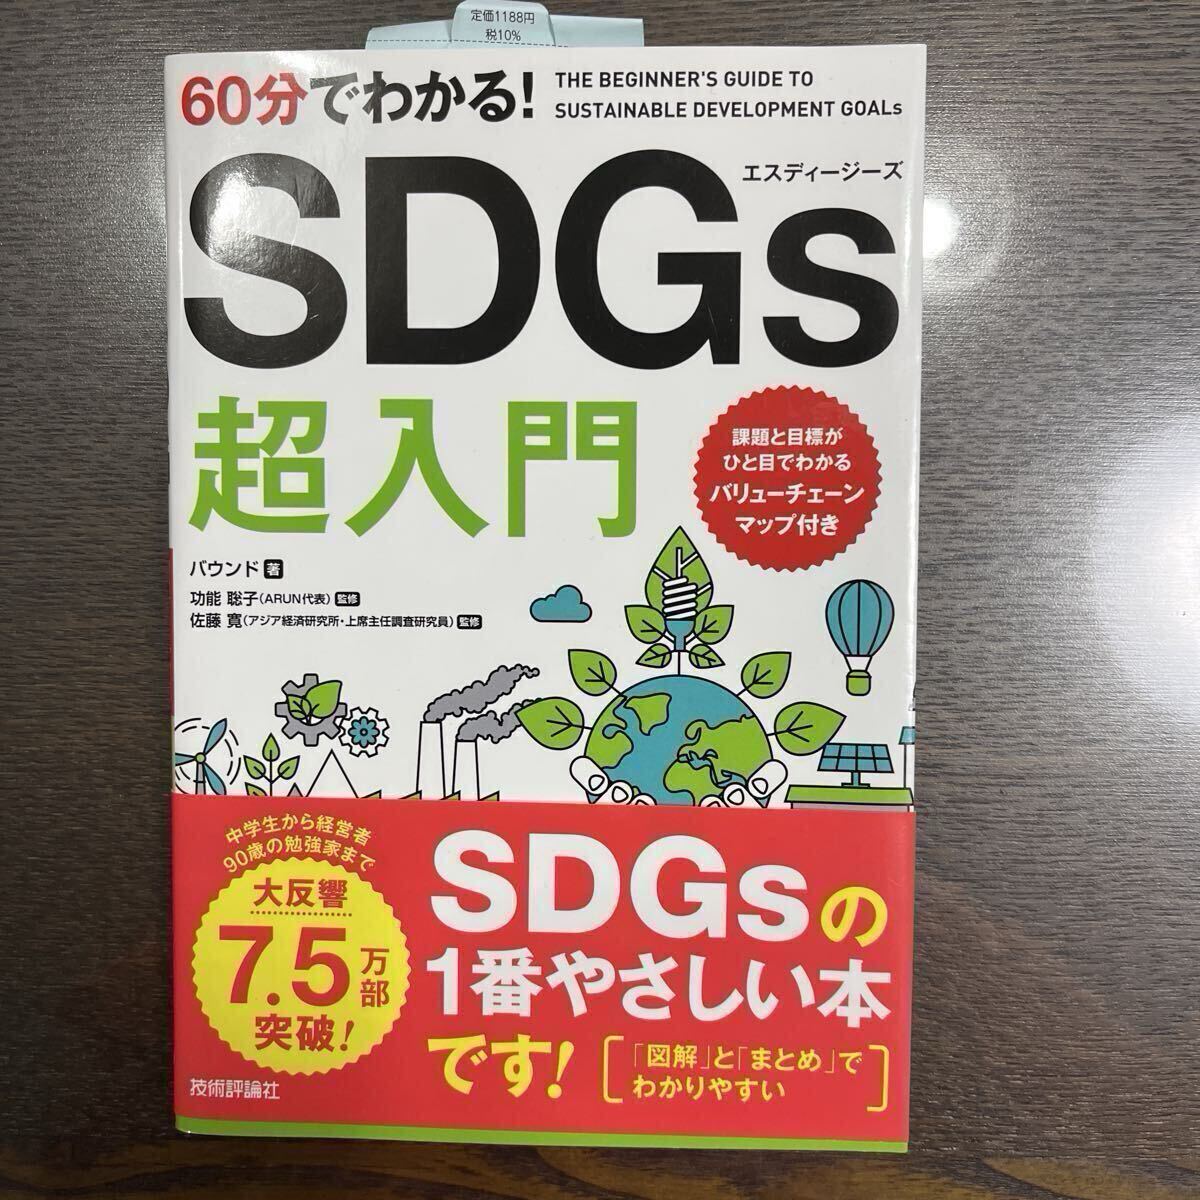 定価1188円
税10%
60分でわかる!
THE BEGINNER'S GUIDE TO
SUSTAINABLE DEVELOPMENT GOALs
エスディージーズ
SDGs
超入門
課題と目標が
ひと目でわかる
バリューチェーン
マップ付き
バウンド 著
功能 聡子(ARUN代表) 監修
佐藤 寛(アジア経済研究所・上席主任調査研究員) 監修
中学生から経営者
90歳の勉強家まで
大反響
7.5万部
突破!
SDGsの
1番やさしい本
です!
「図解」と「まとめ」で
わかりやすい
技術評論社